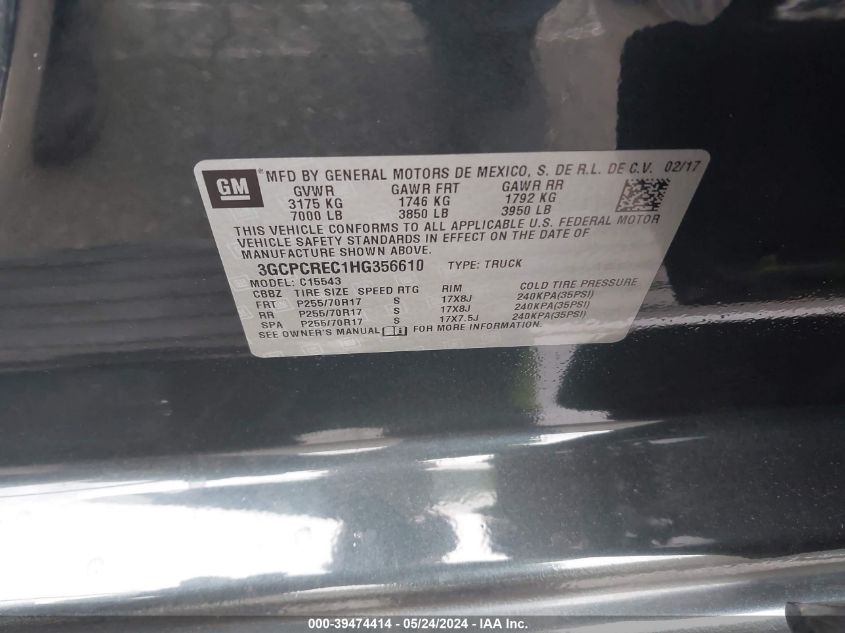 GM ® MFD BY GENERAL MOTORS DE MEXICO, S. DE R.L. DE C.V. 02/17
GVWR GAWR FRT GAWR RR
3175 KG 1746 KG 1792 KG
7000 LB 3850 LB 3950 LB
THIS VEHICLE CONFORMS TO ALL APPLICABLE U.S. FEDERAL MOTOR
VEHICLE SAFETY STANDARDS IN EFFECT ON THE DATE OF
MANUFACTURE SHOWN ABOVE.
3GCPCREC1HG356610 TYPE: TRUCK
MODEL: C15543
CBBZ TIRE SIZE SPEED RTG RIM COLD TIRE PRESSURE
FRT P255/70R17 S 17X8J 240KPA(35PSI)
RR P255/70R17 S 17X8J 240KPA(35PSI)
SPA P255/70R17 S 17X7.5J 240KPA(35PSI)
SEE OWNER'S MANUAL FOR MORE INFORMATION.
000-39474414 - 05/24/2024 - IAA Inc.